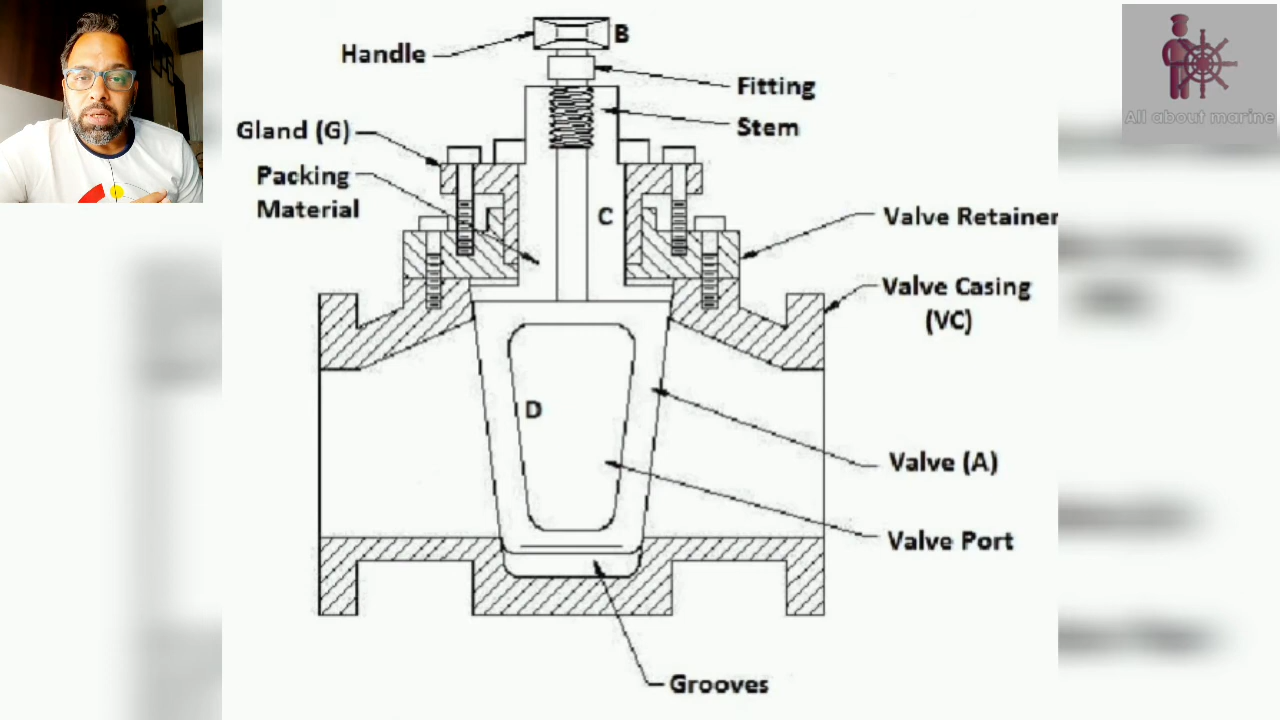 All about marine
Handle
B
Fitting
Stem
Gland (G)
Packing
Material
C
Valve Retainer
Valve Casing
(VC)
D
Valve (A)
Valve Port
Grooves